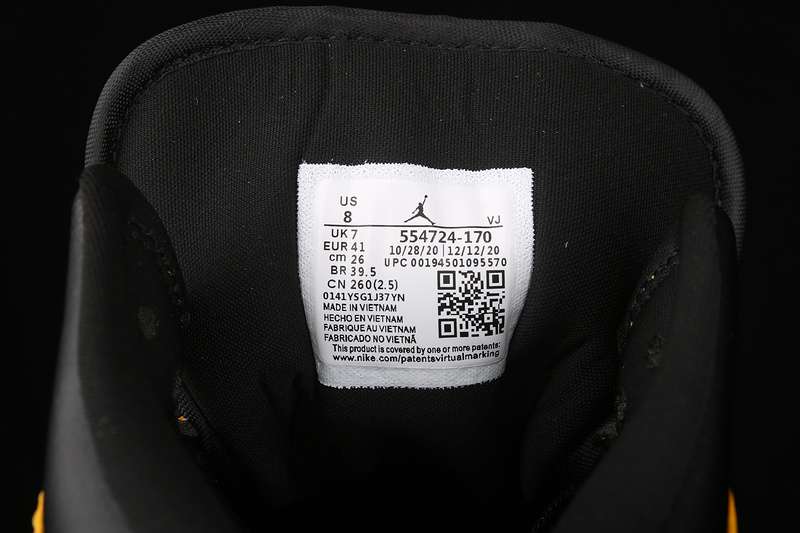 US
8
VJ
UK 7
554724-170
EUR 41
10/28/20 | 12/12/20
cm 26
UPC 00194501095570
BR 39.5
CN 260(2.5)
0141YSG1J37YN
MADE IN VIETNAM
HECHO EN VIETNAM
FABRIQUE AU VIETNAM
FABRICADO NO VIETNÃ
This product is covered by one or more patents:
www.nike.com/patentsvirtualmarking